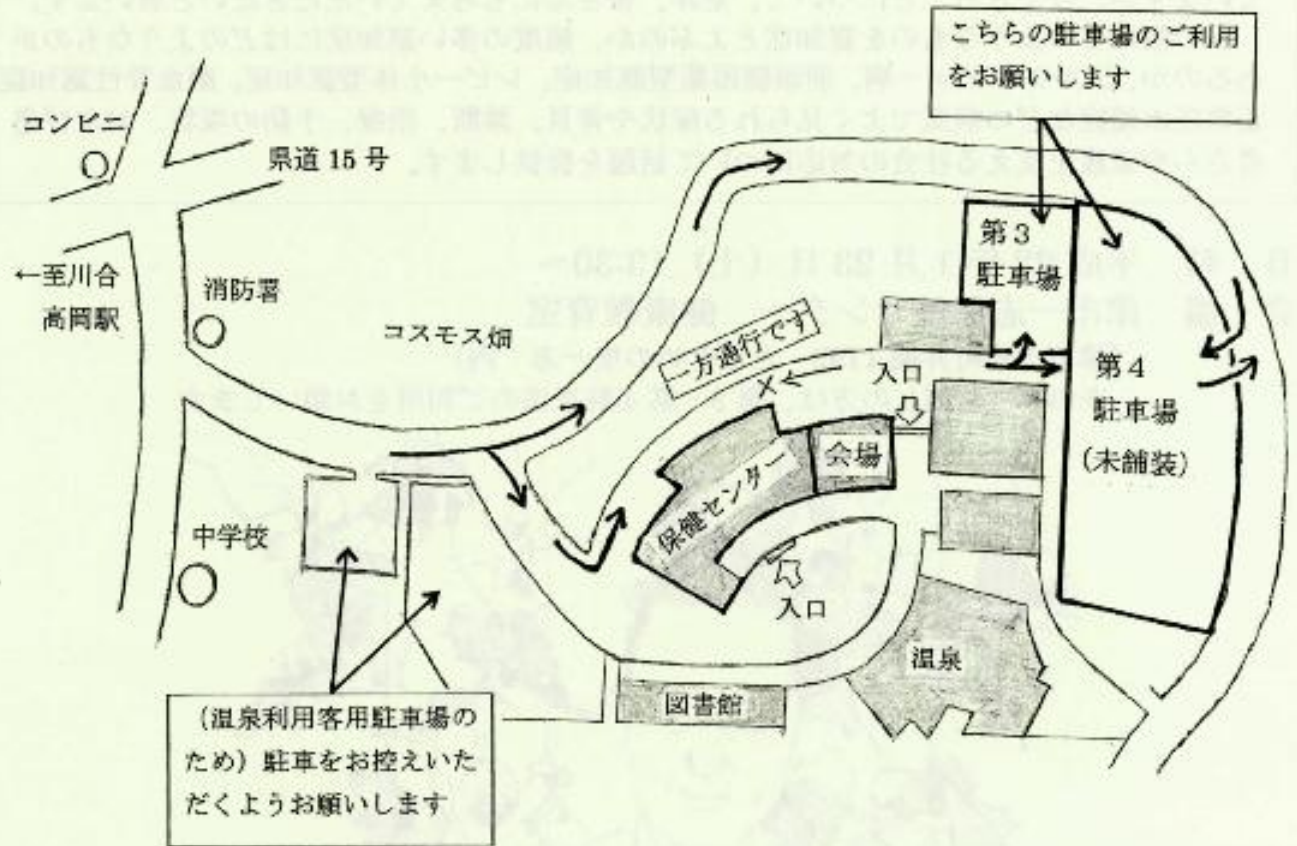 こちらの駐車場のご利用
をお願いします
コンビニ
県道15号
←至川合
高岡駅
消防署
コスモス畑
一方通行です
第3
駐車場
入口
第4
駐車場
(未舗装)
会場
保健センター
中学校
入口
温泉
図書館
(温泉利用客用駐車場の
ため)駐車をお控えいた
だくようお願いします